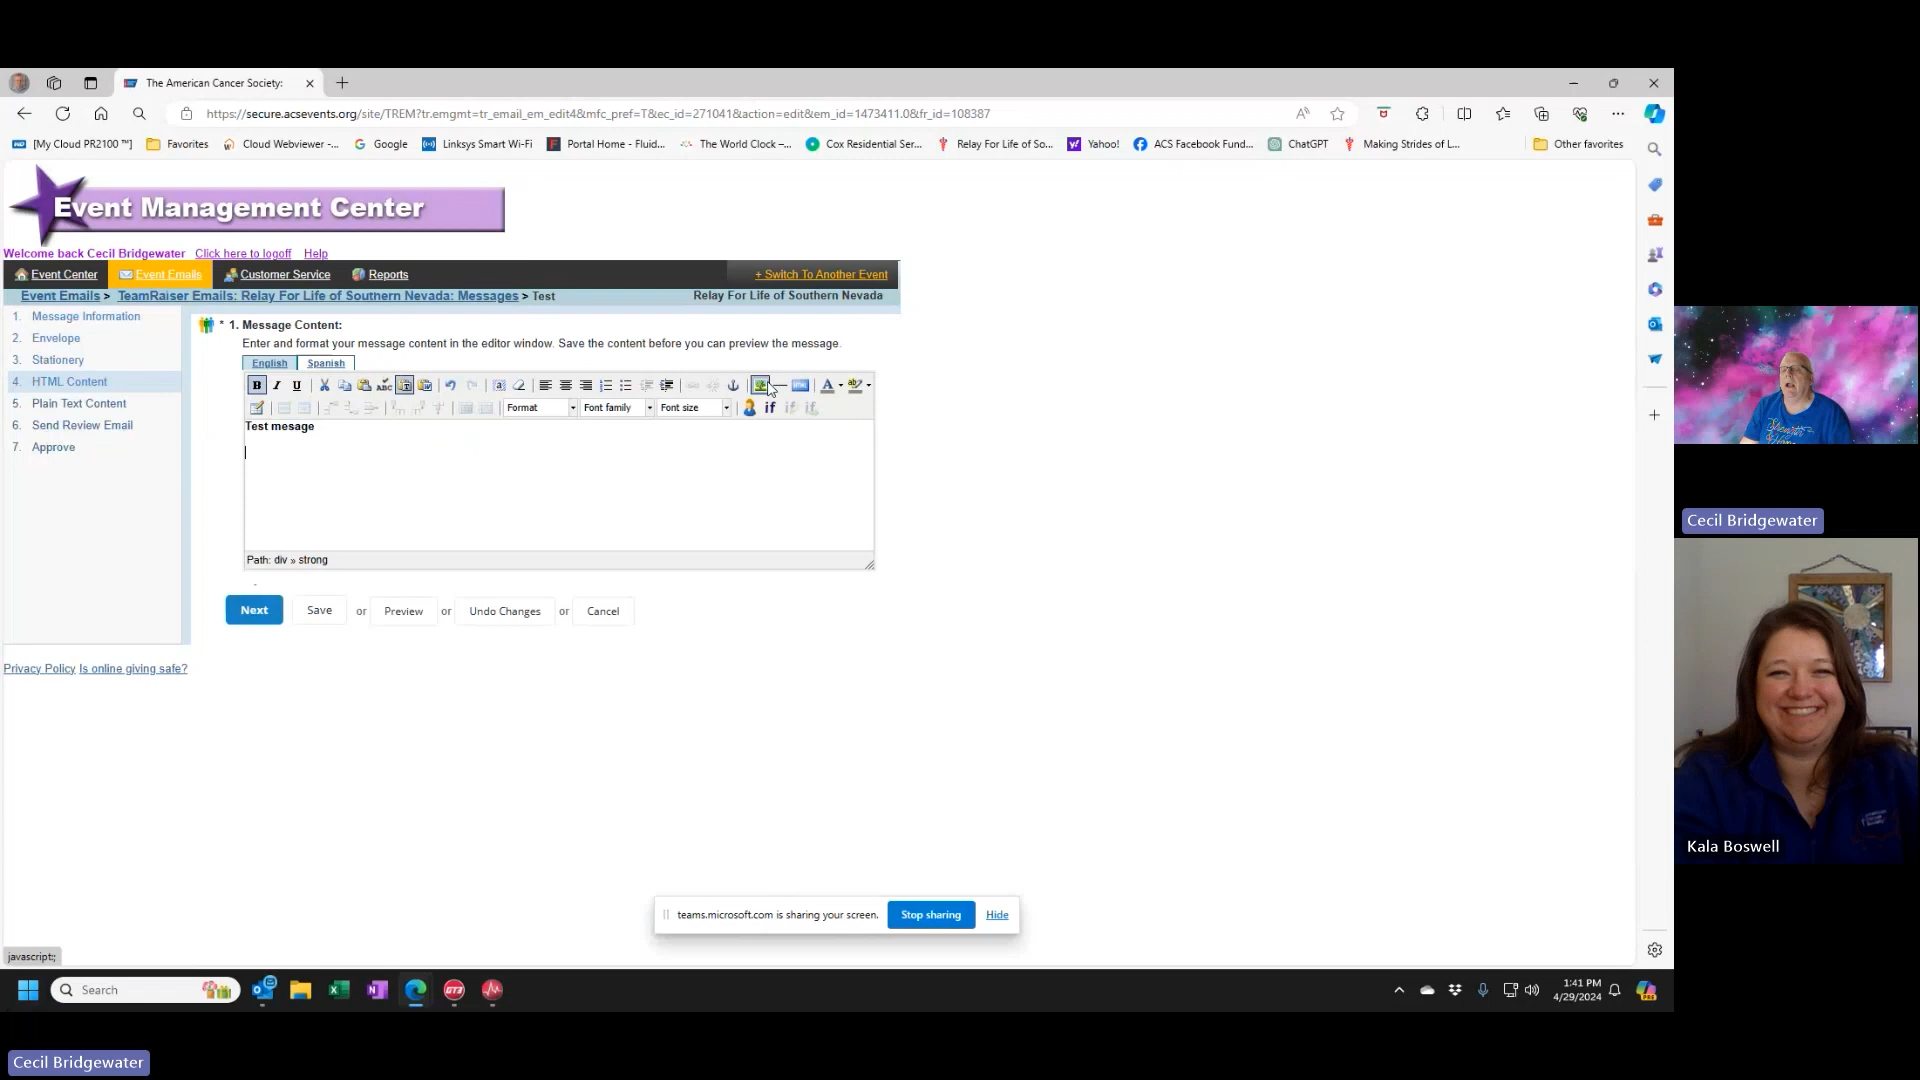 The American Cancer Society:
https://secure.acsevents.org/site/TREM?tr.emgmt=tr_email_em_edit4&mfc_pref=T&ec_id=271041&action=edit&em_id=1473411.0&fr_id=108387
[My Cloud PR2100 ™] Favorites Cloud Webviewer -... Google Linksys Smart Wi-Fi Portal Home - Fluid... The World Clock —... Cox Residential Ser... Relay For Life of So... Yahoo! ACS Facebook Fund... ChatGPT Making Strides of L... Other favorites
Event Management Center
Welcome back Cecil Bridgewater Click here to logoff Help
Event Center Event Emails Customer Service Reports + Switch To Another Event
Event Emails > TeamRaiser Emails: Relay For Life of Southern Nevada: Messages > Test Relay For Life of Southern Nevada
1. Message Information
2. Envelope
3. Stationery
4. HTML Content
5. Plain Text Content
6. Send Review Email
7. Approve
* 1. Message Content:
Enter and format your message content in the editor window. Save the content before you can preview the message.
English Spanish
B I U ABC HTML A
Format Font family Font size if if if
Test mesage
Path: div » strong
Next Save or Preview or Undo Changes or Cancel
Privacy Policy Is online giving safe?
teams.microsoft.com is sharing your screen. Stop sharing Hide
javascript:;
Search
1:41 PM
4/29/2024
Cecil Bridgewater
Kala Boswell
Cecil Bridgewater